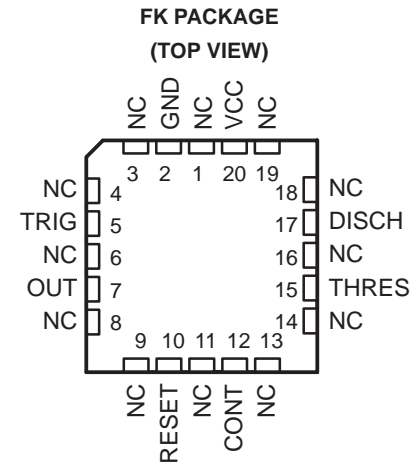 FK PACKAGE
(TOP VIEW)
NC GND NC VCC NC
3 2 1 20 19
NC 4 18 NC
TRIG 5 17 DISCH
NC 6 16 NC
OUT 7 15 THRES
NC 8 14 NC
9 10 11 12 13
NC RESET NC CONT NC